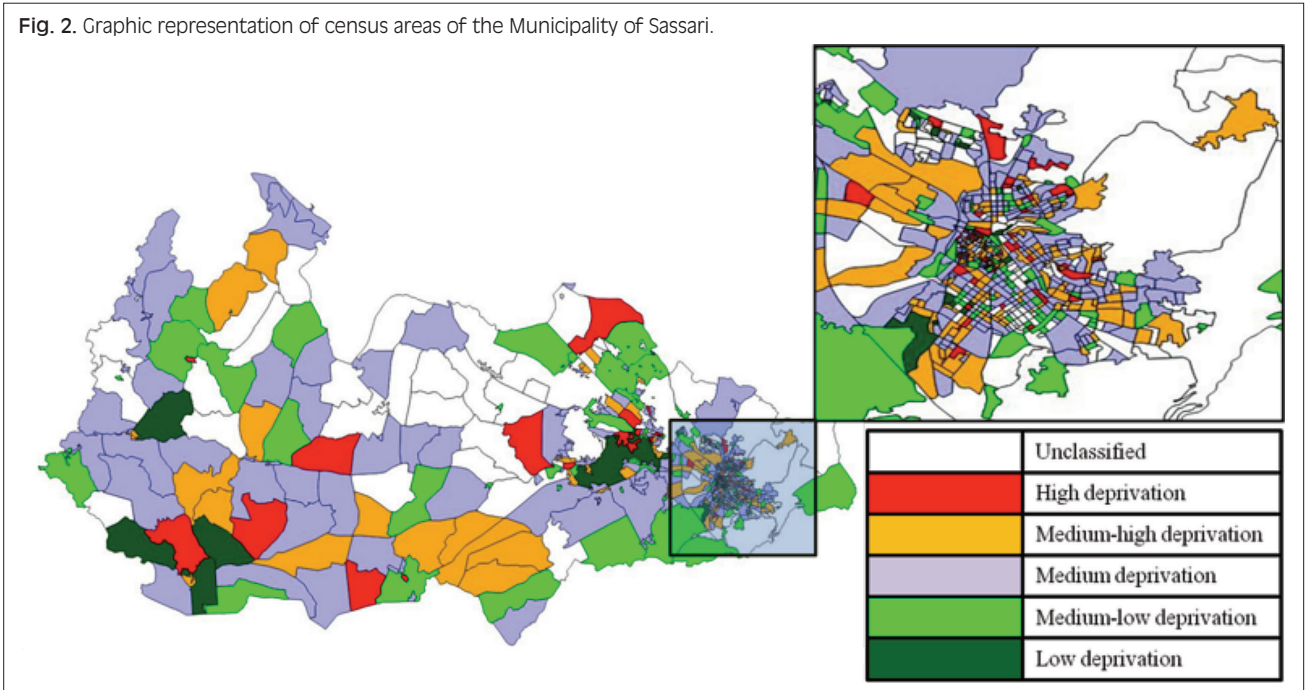 Fig. 2. Graphic representation of census areas of the Municipality of Sassari.
Unclassified
High deprivation
Medium-high deprivation
Medium deprivation
Medium-low deprivation
Low deprivation